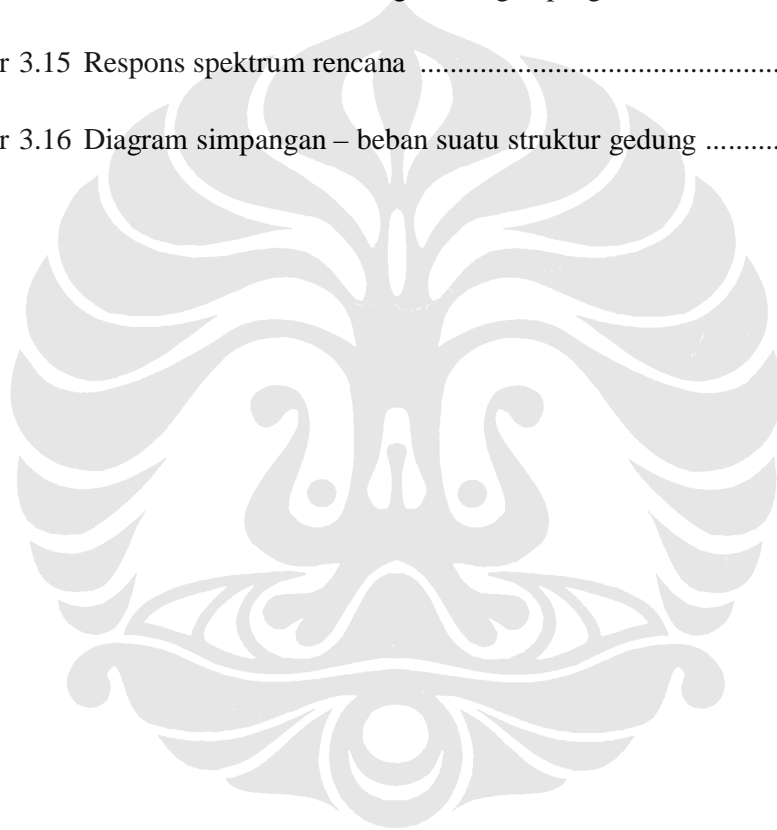 r 3.15 Respons spektrum rencana ................................................
r 3.16 Diagram simpangan – beban suatu struktur gedung ..........